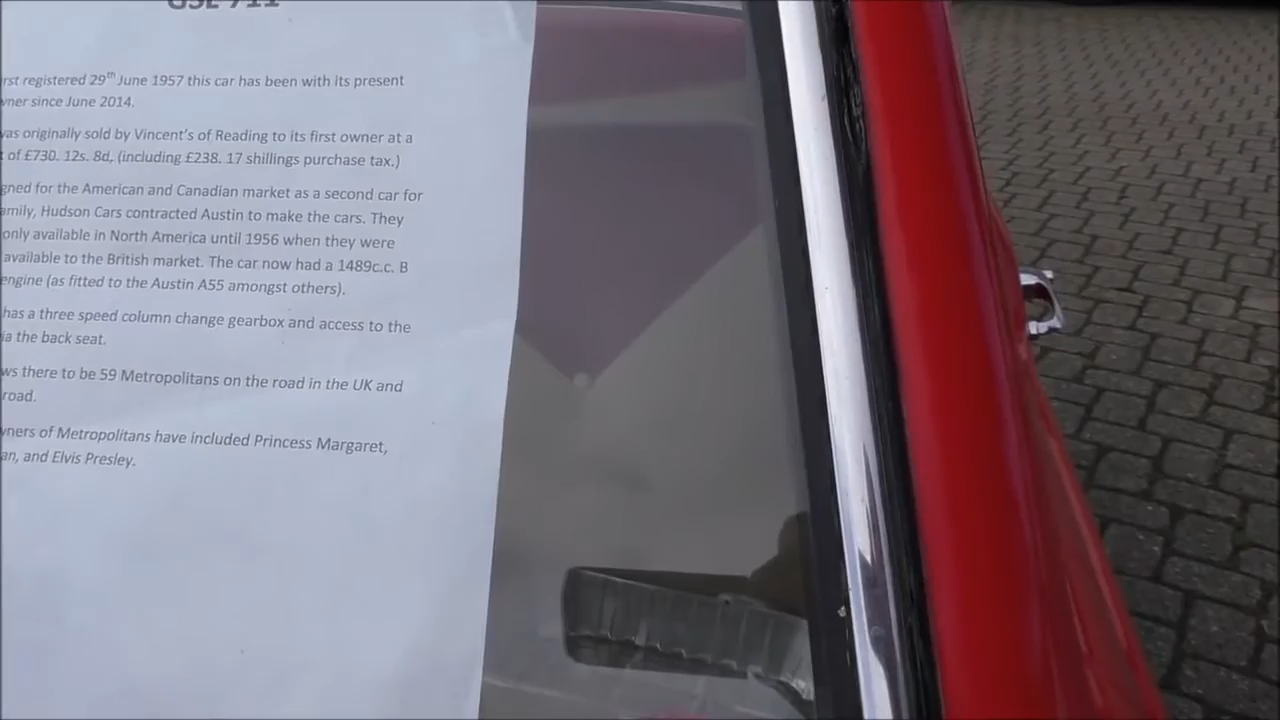 rst registered 29th June 1957 this car has been with its present
wner since June 2014.
was originally sold by Vincent's of Reading to its first owner at a
t of £730. 12s. 8d, (including £238. 17 shillings purchase tax.)
gned for the American and Canadian market as a second car for
amily, Hudson Cars contracted Austin to make the cars. They
only available in North America until 1956 when they were
available to the British market. The car now had a 1489c.c. B
engine (as fitted to the Austin A55 amongst others).
has a three speed column change gearbox and access to the
ia the back seat.
ws there to be 59 Metropolitans on the road in the UK and
road.
wners of Metropolitans have included Princess Margaret,
an, and Elvis Presley.